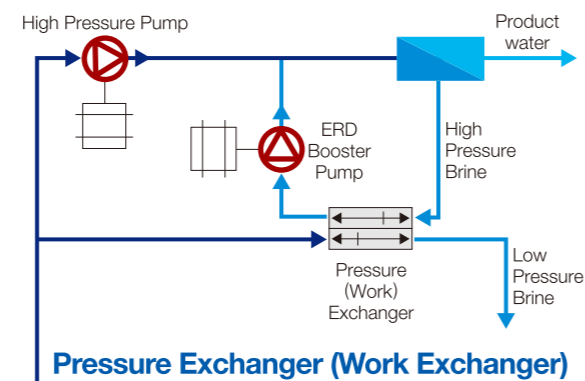 High Pressure Pump
Product
water
ERD
Booster
Pump
High
Pressure
Brine
Pressure
(Work)
Exchanger
Low
Pressure
Brine
Pressure Exchanger (Work Exchanger)